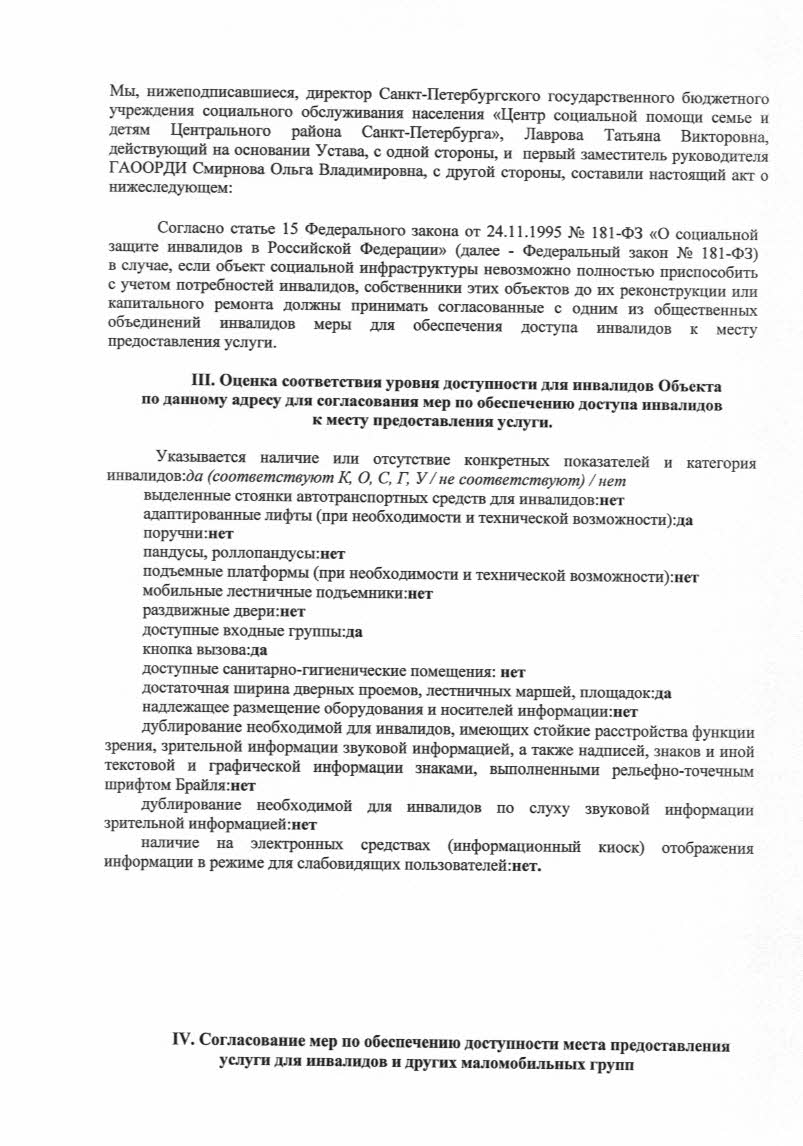 Мы, нижеподписавшиеся, директор Санкт-Петербургского государственного бюджетного
учреждения социального обслуживания населения «Центр социальной помощи семье и
детям Центрального района Санкт-Петербурга», Лаврова Татьяна Викторовна,
действующий на основании Устава, с одной стороны, и первый заместитель руководителя
ГАООРДИ Смирнова Ольга Владимировна, с другой стороны, составили настоящий акт о
нижеследующем:
Согласно статье 15 Федерального закона от 24.11.1995 № 181-ФЗ «О социальной
защите инвалидов в Российской Федерации» (далее - Федеральный закон № 181-ФЗ)
в случае, если объект социальной инфраструктуры невозможно полностью приспособить
с учетом потребностей инвалидов, собственники этих объектов до их реконструкции или
капитального ремонта должны принимать согласованные с одним из общественных
объединений инвалидов меры для обеспечения доступа инвалидов к месту
предоставления услуги.
III. Оценка соответствия уровня доступности для инвалидов Объекта
по данному адресу для согласования мер по обеспечению доступа инвалидов
к месту предоставления услуги.
Указывается наличие или отсутствие конкретных показателей и категория
инвалидов:да (соответствуют К, О, С, Г, У / не соответствуют) / нет
выделенные стоянки автотранспортных средств для инвалидов:нет
адаптированные лифты (при необходимости и технической возможности):да
поручни:нет
пандусы, роллопандусы:нет
подъемные платформы (при необходимости и технической возможности):нет
мобильные лестничные подъемники:нет
раздвижные двери:нет
доступные входные группы:да
кнопка вызова:да
доступные санитарно-гигиенические помещения: нет
достаточная ширина дверных проемов, лестничных маршей, площадок:да
надлежащее размещение оборудования и носителей информации:нет
дублирование необходимой для инвалидов, имеющих стойкие расстройства функции
зрения, зрительной информации звуковой информацией, а также надписей, знаков и иной
текстовой и графической информации знаками, выполненными рельефно-точечным
шрифтом Брайля:нет
дублирование необходимой для инвалидов по слуху звуковой информации
зрительной информацией:нет
наличие на электронных средствах (информационный киоск) отображения
информации в режиме для слабовидящих пользователей:нет.
IV. Согласование мер по обеспечению доступности места предоставления
услуги для инвалидов и других маломобильных групп